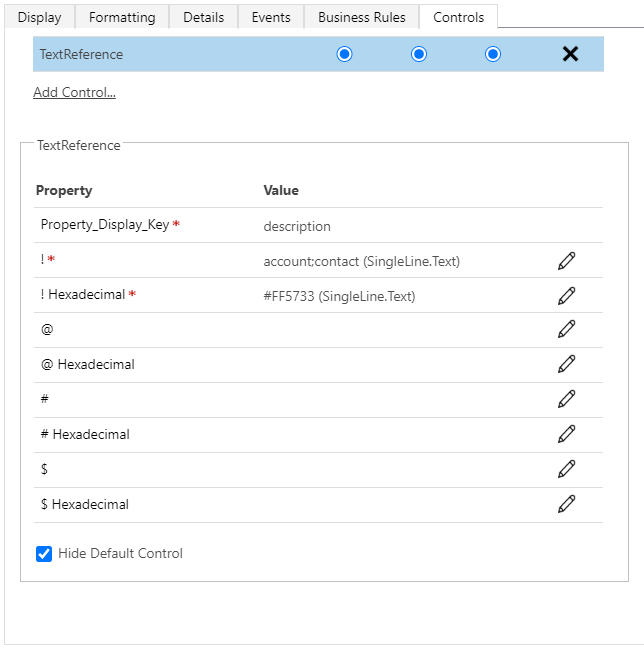 Display Formatting Details Events Business Rules Controls
TextReference
Add Control...
TextReference
Property Value
Property_Display_Key * description
! * account;contact (SingleLine.Text)
! Hexadecimal * #FF5733 (SingleLine.Text)
@
@ Hexadecimal
#
# Hexadecimal
$
$ Hexadecimal
Hide Default Control